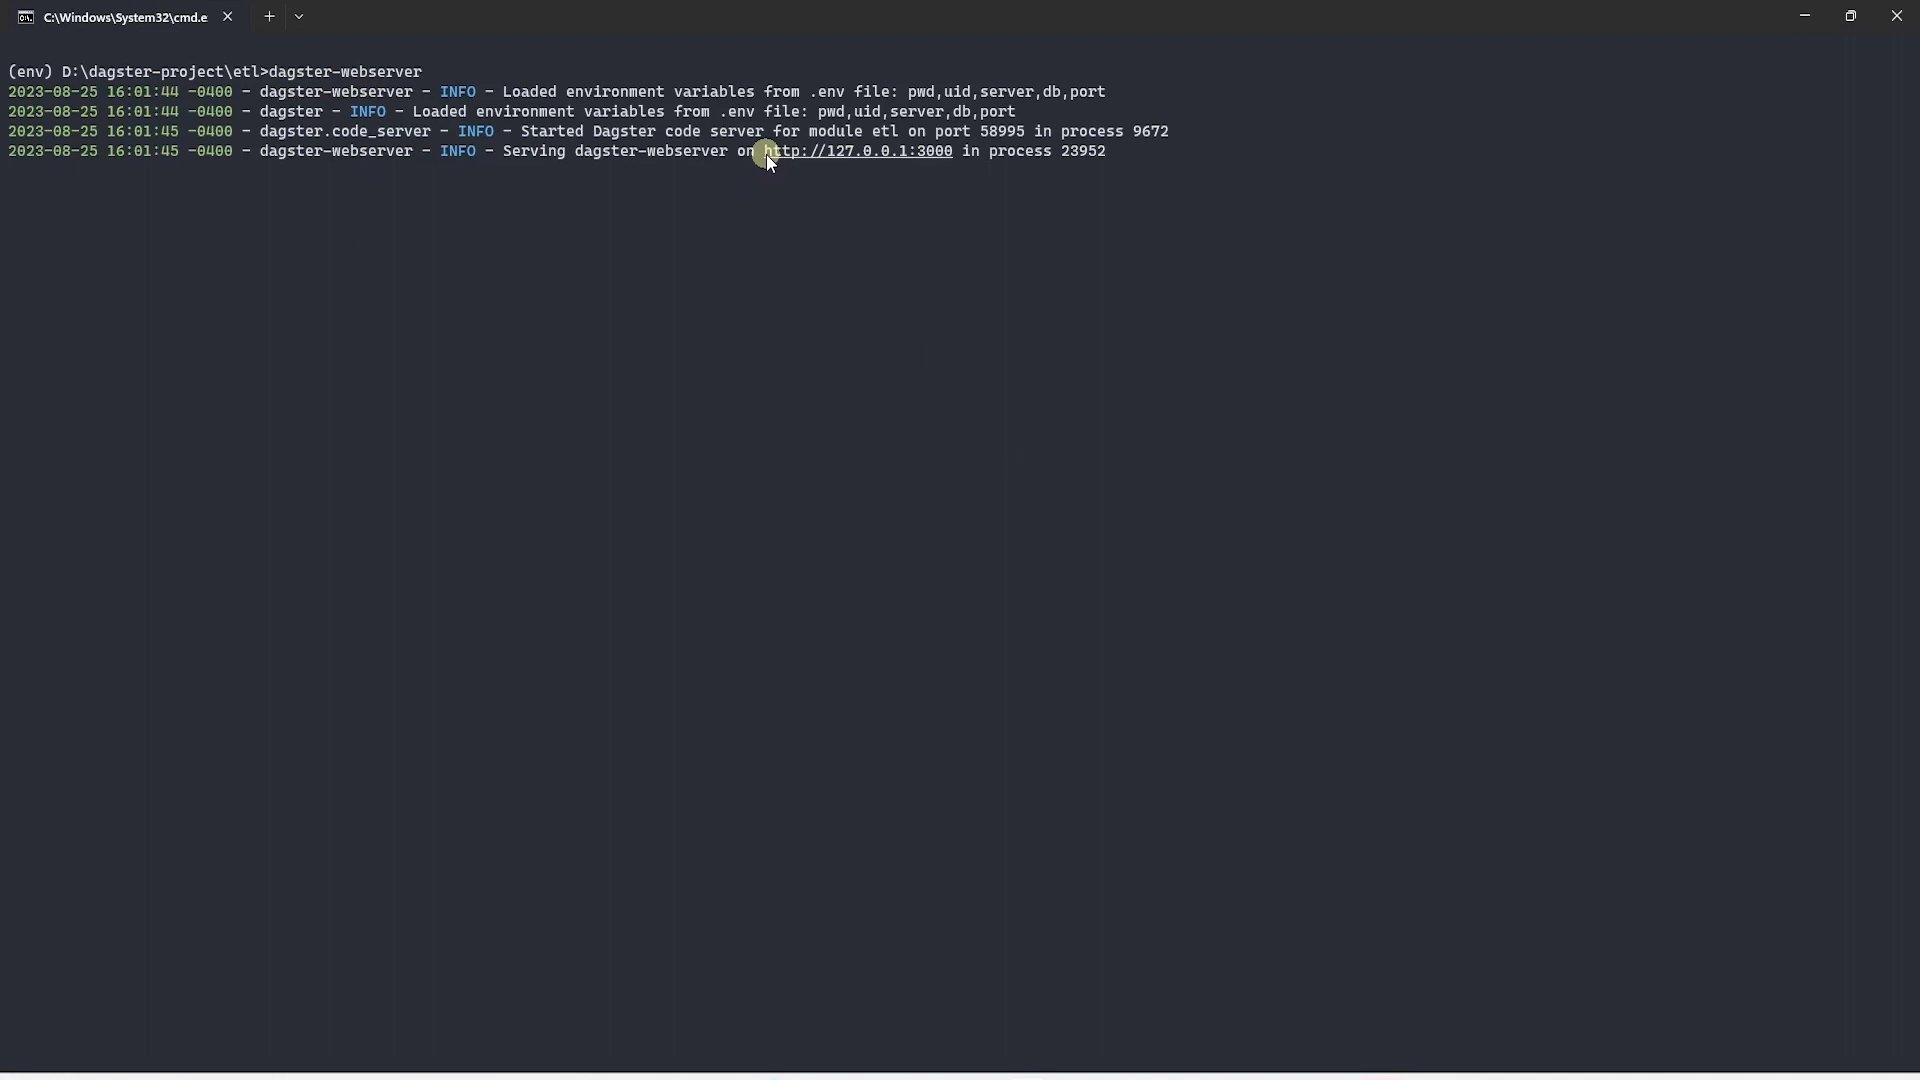 C:\Windows\System32\cmd.e
(env) D:\dagster-project\etl>dagster-webserver
2023-08-25 16:01:44 -0400 - dagster-webserver - INFO - Loaded environment variables from .env file: pwd,uid,server,db,port
2023-08-25 16:01:44 -0400 - dagster - INFO - Loaded environment variables from .env file: pwd,uid,server,db,port
2023-08-25 16:01:45 -0400 - dagster.code_server - INFO - Started Dagster code server for module etl on port 58995 in process 9672
2023-08-25 16:01:45 -0400 - dagster-webserver - INFO - Serving dagster-webserver on http://127.0.0.1:3000 in process 23952